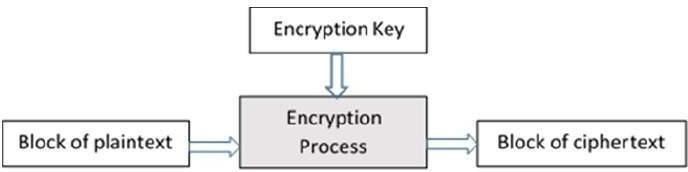 Encryption Key
Block of plaintext
Encryption
Process
Block of ciphertext